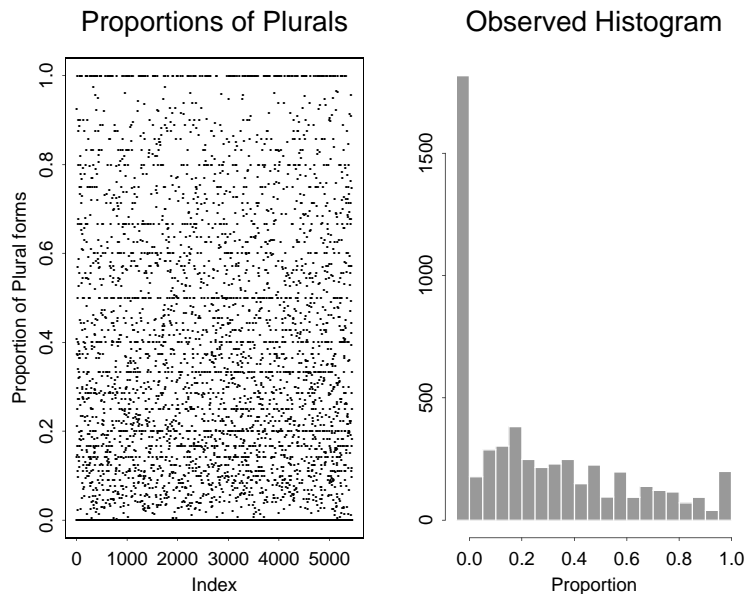 Proportions of Plurals
Proportion of Plural forms
1.0
0.8
0.6
0.4
0.2
0.0
0 1000 2000 3000 4000 5000
Index
Observed Histogram
1500
1000
500
0
0.0 0.2 0.4 0.6 0.8 1.0
Proportion